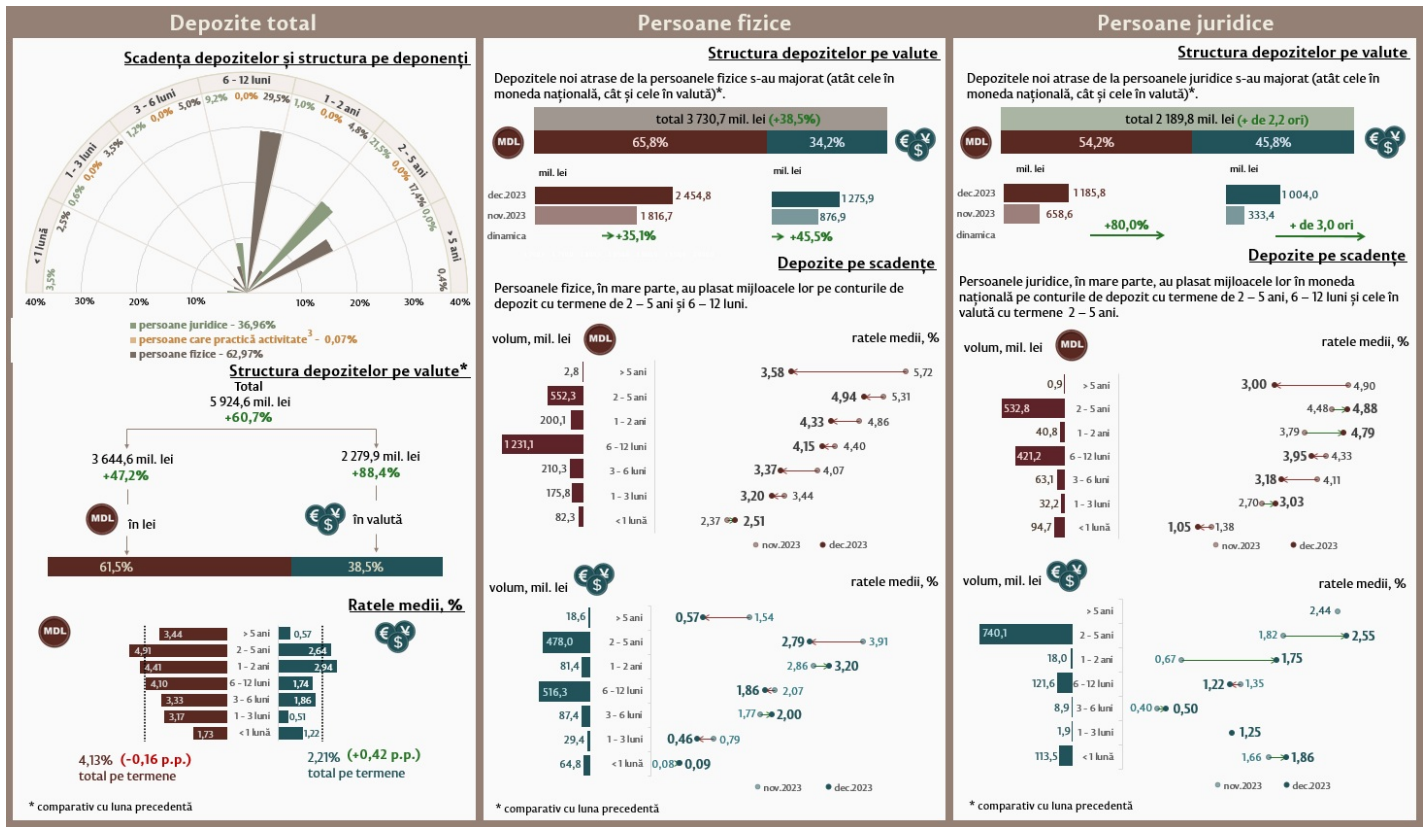 Depozite total
Scadența depozitelor și structura pe deponenți
< 1 lună
1 - 3 luni
3 - 6 luni
6 - 12 luni
1 - 2 ani
2 - 5 ani
> 5 ani
3,5%
2,5%
0,6%
0,0%
3,5%
1,2%
0,0%
5,0%
9,2%
0,0%
29,5%
1,0%
0,0%
4,8%
21,5%
0,0%
17,4%
0,0%
0,4%
40% 30% 20% 10% 10% 20% 30% 40%
persoane juridice - 36,96%
persoane care practică activitate3 - 0,07%
persoane fizice - 62,97%
Structura depozitelor pe valute*
Total
5 924,6 mil. lei
+60,7%
3 644,6 mil. lei
+47,2%
2 279,9 mil. lei
+88,4%
MDL în lei
€ ¥ $ în valută
61,5% 38,5%
Ratele medii, %
MDL
€ ¥ $
3,44 > 5 ani 0,57
4,91 2 - 5 ani 2,64
4,41 1 - 2 ani 2,94
4,10 6 - 12 luni 1,74
3,33 3 - 6 luni 1,86
3,17 1 - 3 luni 0,51
1,73 < 1 lună 1,22
4,13% (-0,16 p.p.)
total pe termene
2,21% (+0,42 p.p.)
total pe termene
* comparativ cu luna precedentă
Persoane fizice
Structura depozitelor pe valute
Depozitele noi atrase de la persoanele fizice s-au majorat (atât cele în
moneda națională, cât și cele în valută)*.
total 3 730,7 mil. lei (+38,5%)
MDL 65,8% 34,2% € ¥ $
mil. lei mil. lei
dec.2023 2 454,8 1 275,9
nov.2023 1 816,7 876,9
dinamica +35,1% +45,5%
Depozite pe scadențe
Persoanele fizice, în mare parte, au plasat mijloacele lor pe conturile de
depozit cu termene de 2 – 5 ani și 6 – 12 luni.
volum, mil. lei MDL ratele medii, %
2,8 > 5 ani 3,58 5,72
552,3 2 - 5 ani 4,94 5,31
200,1 1 - 2 ani 4,33 4,86
1 231,1 6 - 12 luni 4,15 4,40
210,3 3 - 6 luni 3,37 4,07
175,8 1 - 3 luni 3,20 3,44
82,3 < 1 lună 2,37 2,51
nov.2023 dec.2023
volum, mil. lei € ¥ $ ratele medii, %
18,6 > 5 ani 0,57 1,54
478,0 2 - 5 ani 2,79 3,91
81,4 1 - 2 ani 2,86 3,20
516,3 6 - 12 luni 1,86 2,07
87,4 3 - 6 luni 1,77 2,00
29,4 1 - 3 luni 0,46 0,79
64,8 < 1 lună 0,08 0,09
nov.2023 dec.2023
* comparativ cu luna precedentă
Persoane juridice
Structura depozitelor pe valute
Depozitele noi atrase de la persoanele juridice s-au majorat (atât cele în
moneda națională, cât și cele în valută)*.
total 2 189,8 mil. lei (+ de 2,2 ori)
MDL 54,2% 45,8% € ¥ $
mil. lei mil. lei
dec.2023 1 185,8 1 004,0
nov.2023 658,6 333,4
dinamica +80,0% + de 3,0 ori
Depozite pe scadențe
Persoanele juridice, în mare parte, au plasat mijloacele lor în moneda
națională pe conturile de depozit cu termene de 2 – 5 ani, 6 – 12 luni și cele în
valută cu termene 2 – 5 ani.
volum, mil. lei MDL ratele medii, %
0,9 > 5 ani 3,00 4,90
532,8 2 - 5 ani 4,48 4,88
40,8 1 - 2 ani 3,79 4,79
421,2 6 - 12 luni 3,95 4,33
63,1 3 - 6 luni 3,18 4,11
32,2 1 - 3 luni 2,70 3,03
94,7 < 1 lună 1,05 1,38
nov.2023 dec.2023
volum, mil. lei € ¥ $ ratele medii, %
> 5 ani 2,44
740,1 2 - 5 ani 1,82 2,55
18,0 1 - 2 ani 0,67 1,75
121,6 6 - 12 luni 1,22 1,35
8,9 3 - 6 luni 0,40 0,50
1,9 1 - 3 luni 1,25
113,5 < 1 lună 1,66 1,86
nov.2023 dec.2023
* comparativ cu luna precedentă